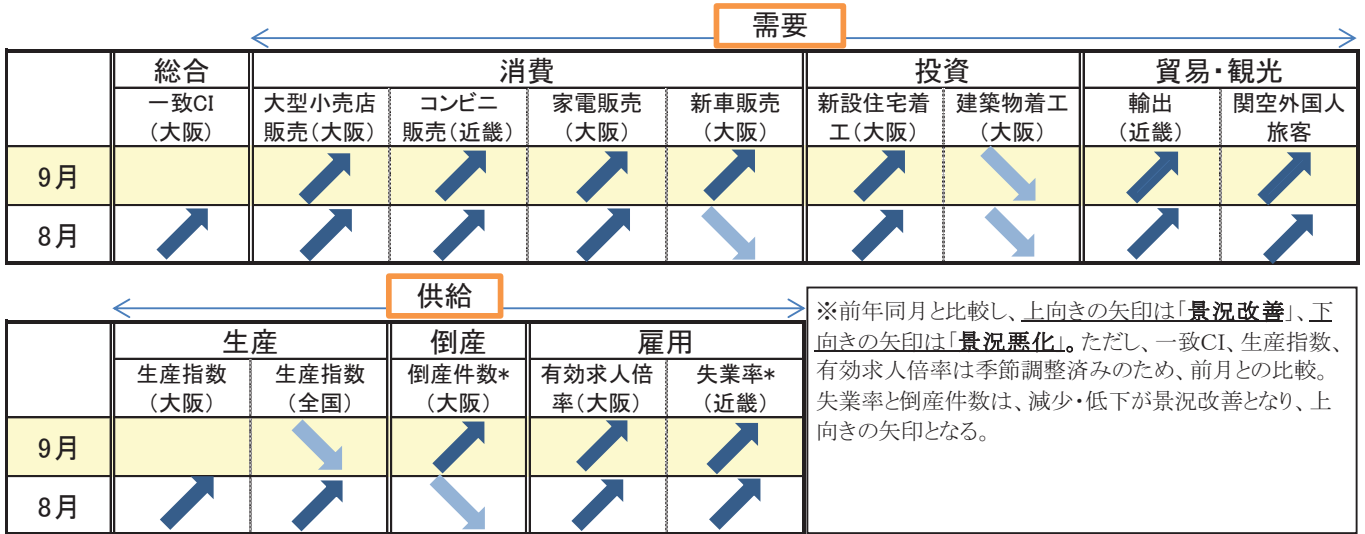 需要
総合 消費 投資 貿易・観光
一致CI 大型小売店 コンビニ 家電販売 新車販売 新設住宅着 建築物着工 輸出 関空外国人
(大阪) 販売(大阪) 販売(近畿) (大阪) (大阪) 工(大阪) (大阪) (近畿) 旅客
9月
8月
供給
生産 倒産 雇用
生産指数 生産指数 倒産件数* 有効求人倍 失業率*
(大阪) (全国) (大阪) 率(大阪) (近畿)
9月
8月
※前年同月と比較し、上向きの矢印は「景況改善」、下
向きの矢印は「景況悪化」。ただし、一致CI、生産指数、
有効求人倍率は季節調整済みのため、前月との比較。
失業率と倒産件数は、減少・低下が景況改善となり、上
向きの矢印となる。